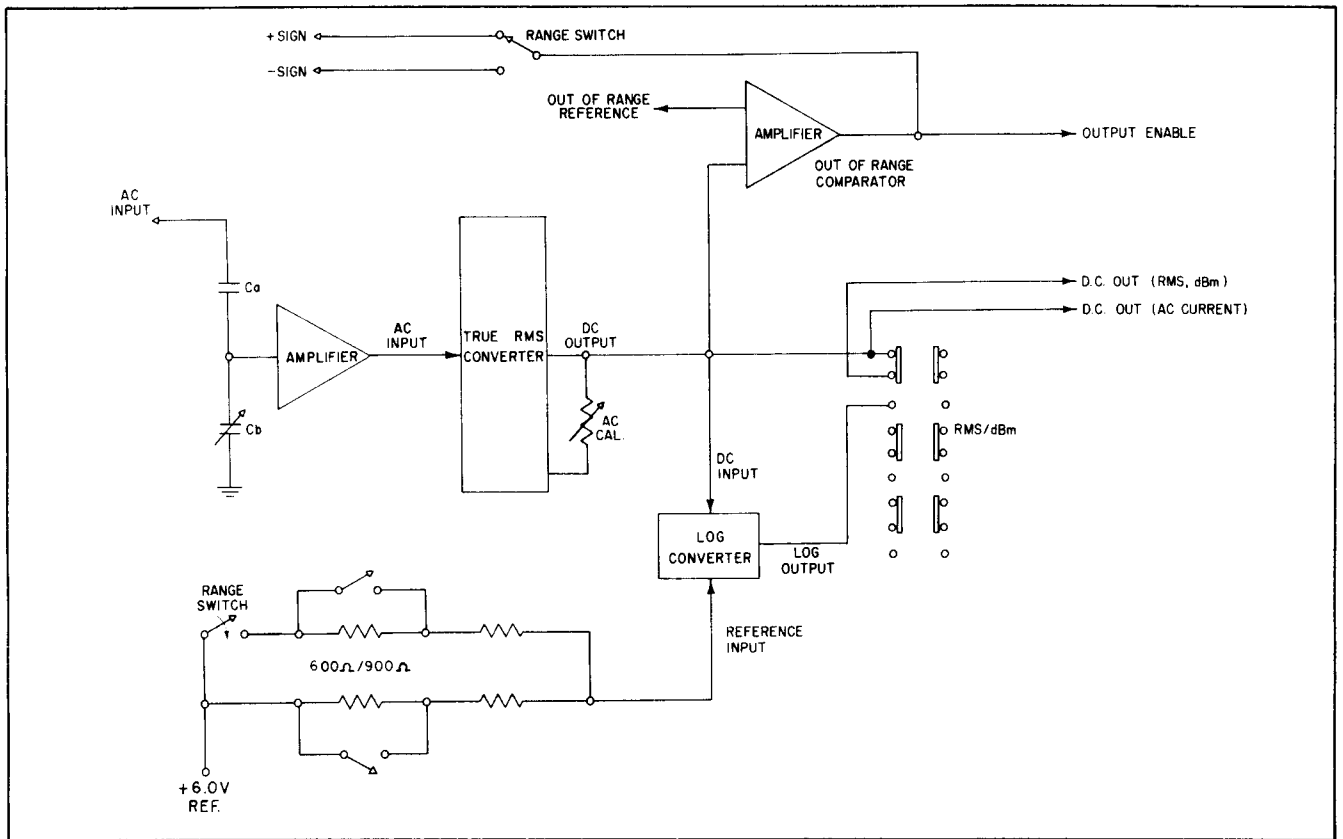 +SIGN
RANGE SWITCH
−SIGN
OUT OF RANGE
REFERENCE
AMPLIFIER
OUTPUT ENABLE
OUT OF RANGE
COMPARATOR
AC
INPUT
Ca
AMPLIFIER
Cb
AC
INPUT
TRUE RMS
CONVERTER
DC
OUTPUT
AC
CAL.
D.C. OUT (RMS, dBm)
D.C. OUT (AC CURRENT)
RMS/dBm
DC
INPUT
LOG
CONVERTER
LOG
OUTPUT
REFERENCE
INPUT
RANGE
SWITCH
600Ω/900Ω
+6.0V
REF.